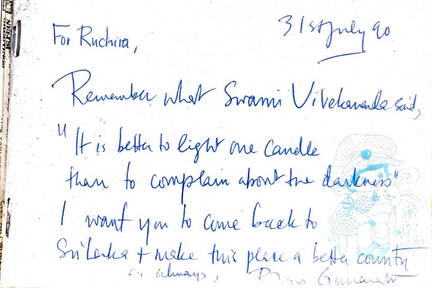 31st July 90
For Ruchira,
Remember what Swami Vivekananda said,
"It is better to light one candle
than to complain about the darkness"
I want you to come back to
Sri Lanka + make this place a better country
as always,